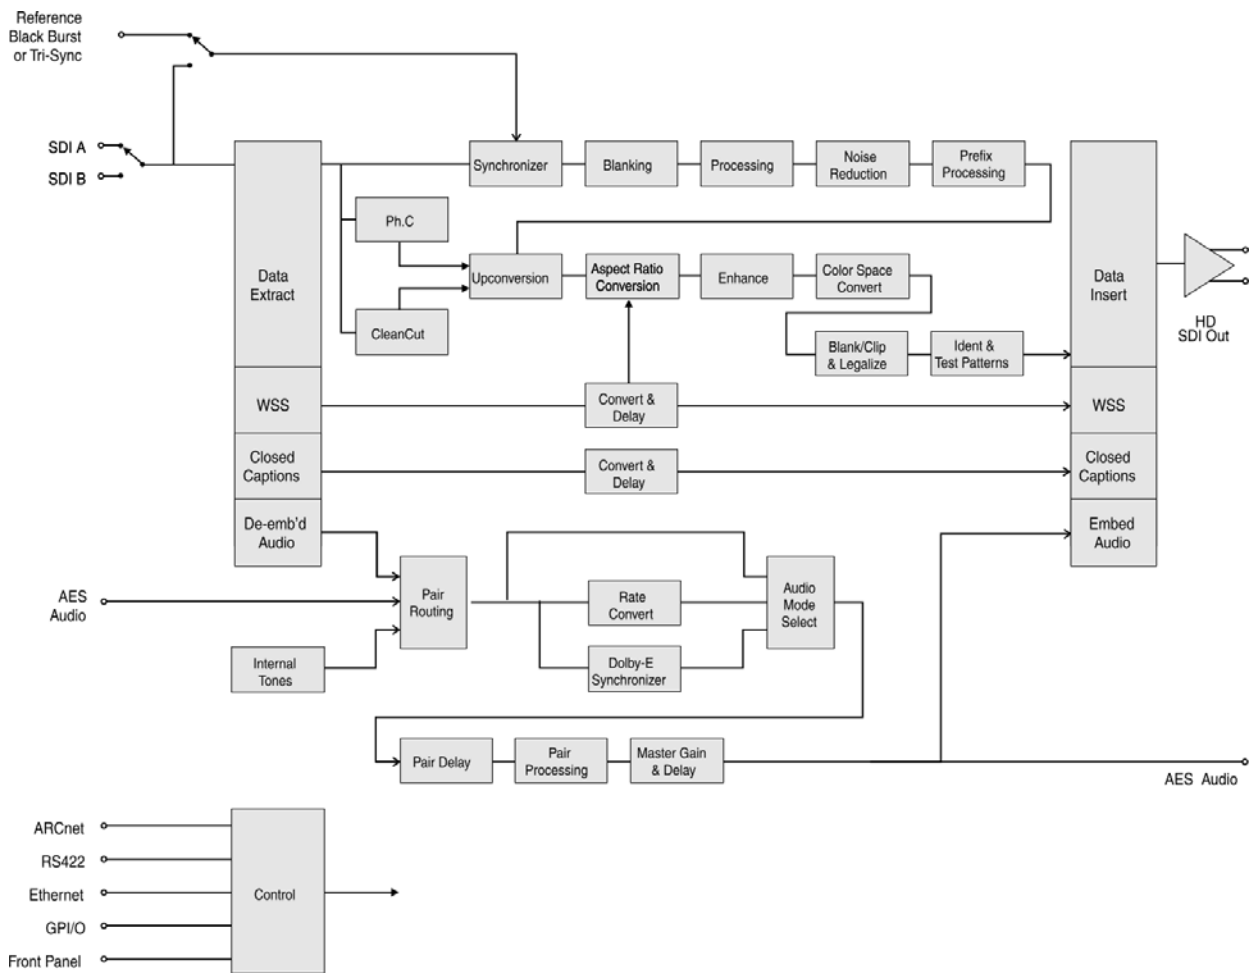 Reference
Black Burst
or Tri-Sync
SDI A
SDI B
Data
Extract
Synchronizer
Blanking
Processing
Noise
Reduction
Prefix
Processing
Ph.C
Upconversion
Aspect Ratio
Conversion
Enhance
Color Space
Convert
CleanCut
Blank/Clip
& Legalize
Ident &
Test Patterns
Data
Insert
HD
SDI Out
WSS
Convert &
Delay
WSS
Closed
Captions
Convert &
Delay
Closed
Captions
De-emb'd
Audio
Embed
Audio
AES
Audio
Pair
Routing
Rate
Convert
Audio
Mode
Select
Internal
Tones
Dolby-E
Synchronizer
Pair Delay
Pair
Processing
Master Gain
& Delay
AES Audio
ARCnet
RS422
Ethernet
GPI/O
Front Panel
Control